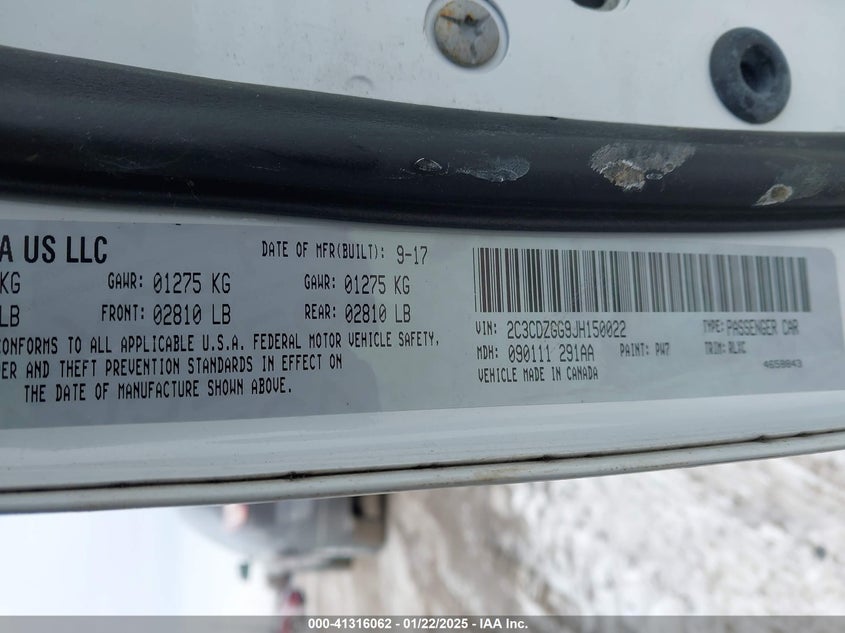 A US LLC
DATE OF MFR(BUILT): 9-17
KG GAWR: 01275 KG GAWR: 01275 KG
LB FRONT: 02810 LB REAR: 02810 LB
CONFORMS TO ALL APPLICABLE U.S.A. FEDERAL MOTOR VEHICLE SAFETY,
ER AND THEFT PREVENTION STANDARDS IN EFFECT ON
THE DATE OF MANUFACTURE SHOWN ABOVE.
VIN: 2C3CDZGG9JH150022 TYPE: PASSENGER CAR
MDH: 090111 291AA PAINT: PW7 TRIM: RLVC
VEHICLE MADE IN CANADA 4658843
000-41316062 - 01/22/2025 - IAA Inc.